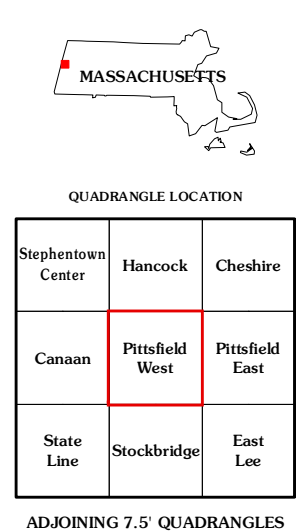 MASSACHUSETTS
QUADRANGLE LOCATION
Stephentown
Center
Hancock
Cheshire
Canaan
Pittsfield
West
Pittsfield
East
State
Line
Stockbridge
East
Lee
ADJOINING 7.5' QUADRANGLES